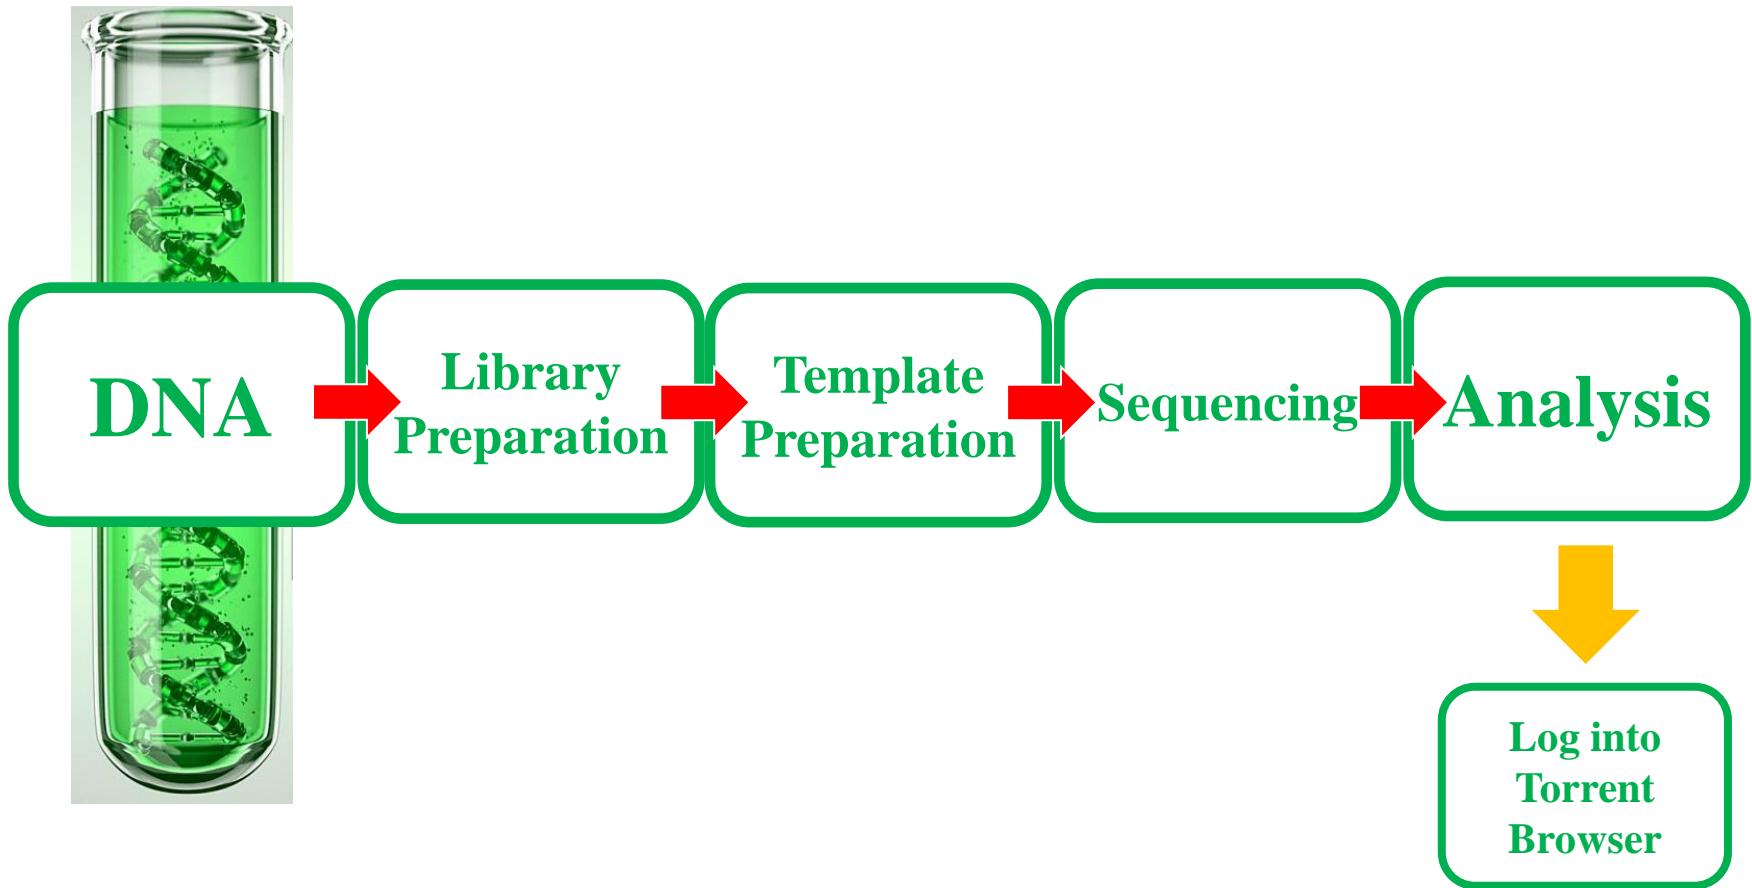 DNA
Library
Preparation
Template
Preparation
Sequencing
Analysis
Log into
Torrent
Browser